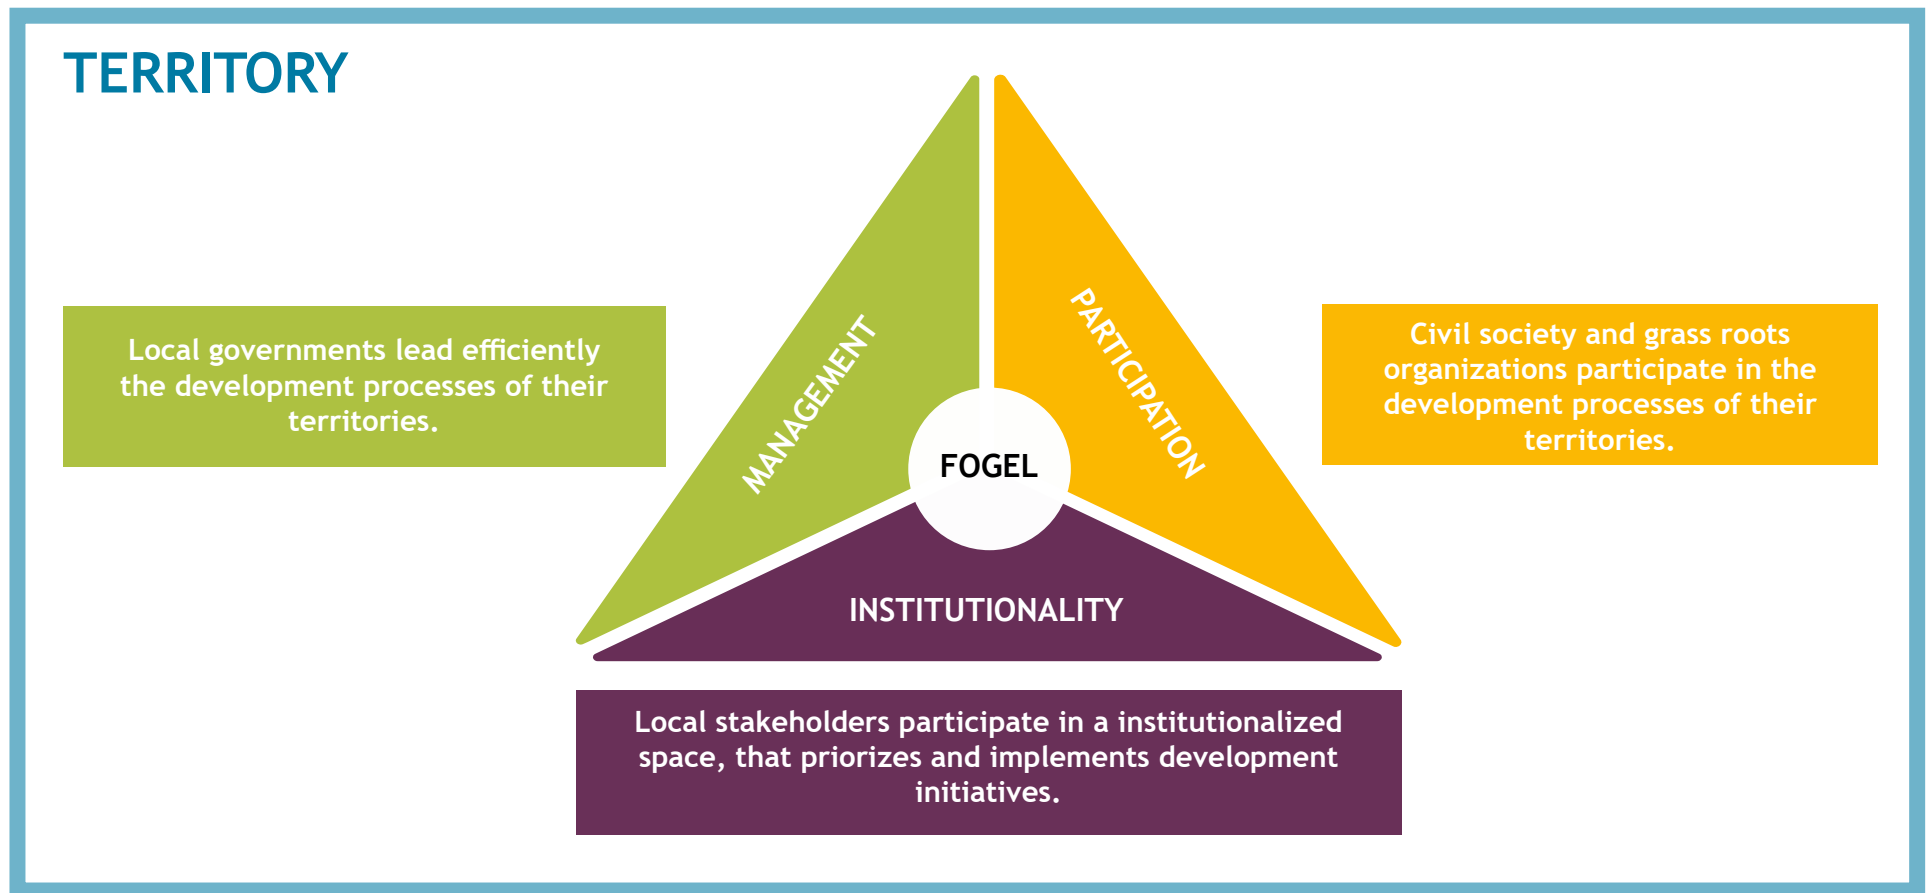 TERRITORY
Local governments lead efficiently
the development processes of their
territories.
MANAGEMENT
PARTICIPATION
Civil society and grass roots
organizations participate in the
development processes of their
territories.
FOGEL
INSTITUTIONALITY
Local stakeholders participate in a institutionalized
space, that priorizes and implements development
initiatives.